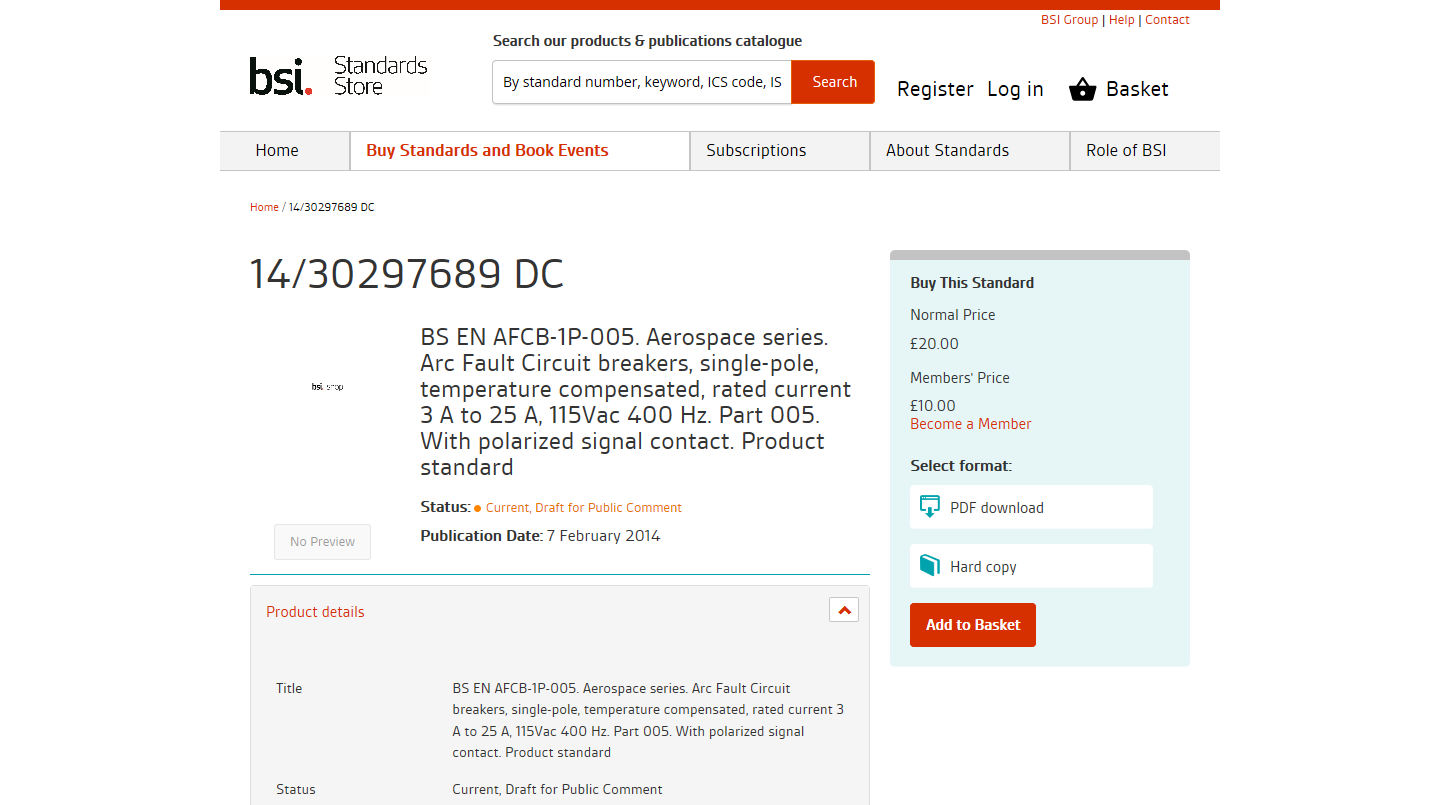 BSI Group | Help | Contact
Search our products & publications catalogue
bsi. Standards
Store
By standard number, keyword, ICS code, IS
Search
Register Log in Basket
Home
Buy Standards and Book Events
Subscriptions
About Standards
Role of BSI
Home / 14/30297689 DC
14/30297689 DC
bsi. shop
No Preview
BS EN AFCB-1P-005. Aerospace series.
Arc Fault Circuit breakers, single-pole,
temperature compensated, rated current
3 A to 25 A, 115Vac 400 Hz. Part 005.
With polarized signal contact. Product
standard
Status: Current, Draft for Public Comment
Publication Date: 7 February 2014
Buy This Standard
Normal Price
£20.00
Members' Price
£10.00
Become a Member
Select format:
PDF download
Hard copy
Add to Basket
Product details
Title
BS EN AFCB-1P-005. Aerospace series. Arc Fault Circuit
breakers, single-pole, temperature compensated, rated current 3
A to 25 A, 115Vac 400 Hz. Part 005. With polarized signal
contact. Product standard
Status
Current, Draft for Public Comment